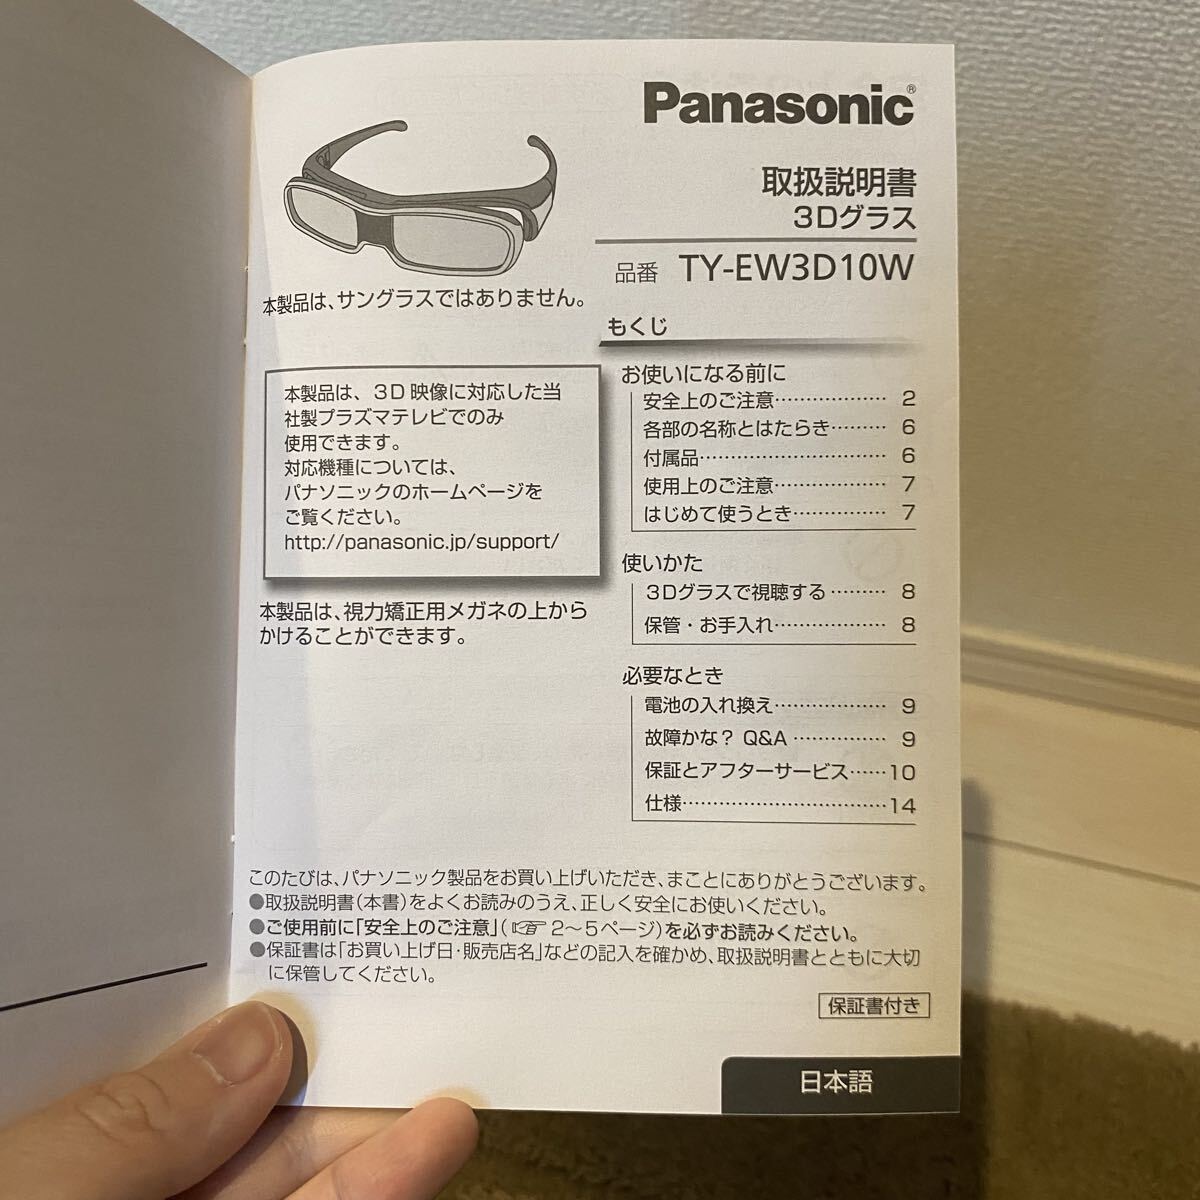 Panasonic®
取扱説明書
3Dグラス
品番 TY-EW3D10W
本製品は、サングラスではありません。
本製品は、3D 映像に対応した当
社製プラズマテレビでのみ
使用できます。
対応機種については、
パナソニックのホームページを
ご覧ください。
http://panasonic.jp/support/
本製品は、視力矯正用メガネの上から
かけることができます。
もくじ
お使いになる前に
安全上のご注意………………2
各部の名称とはたらき………6
付属品…………………………6
使用上のご注意………………7
はじめて使うとき……………7
使いかた
3Dグラスで視聴する………8
保管・お手入れ………………8
必要なとき
電池の入れ換え………………9
故障かな? Q&A……………9
保証とアフターサービス……10
仕様……………………………14
このたびは、パナソニック製品をお買い上げいただき、まことにありがとうございます。
●取扱説明書(本書)をよくお読みのうえ、正しく安全にお使いください。
●ご使用前に「安全上のご注意」(☞2〜5ページ)を必ずお読みください。
●保証書は「お買い上げ日・販売店名」などの記入を確かめ、取扱説明書とともに大切
に保管してください。
保証書付き
日本語